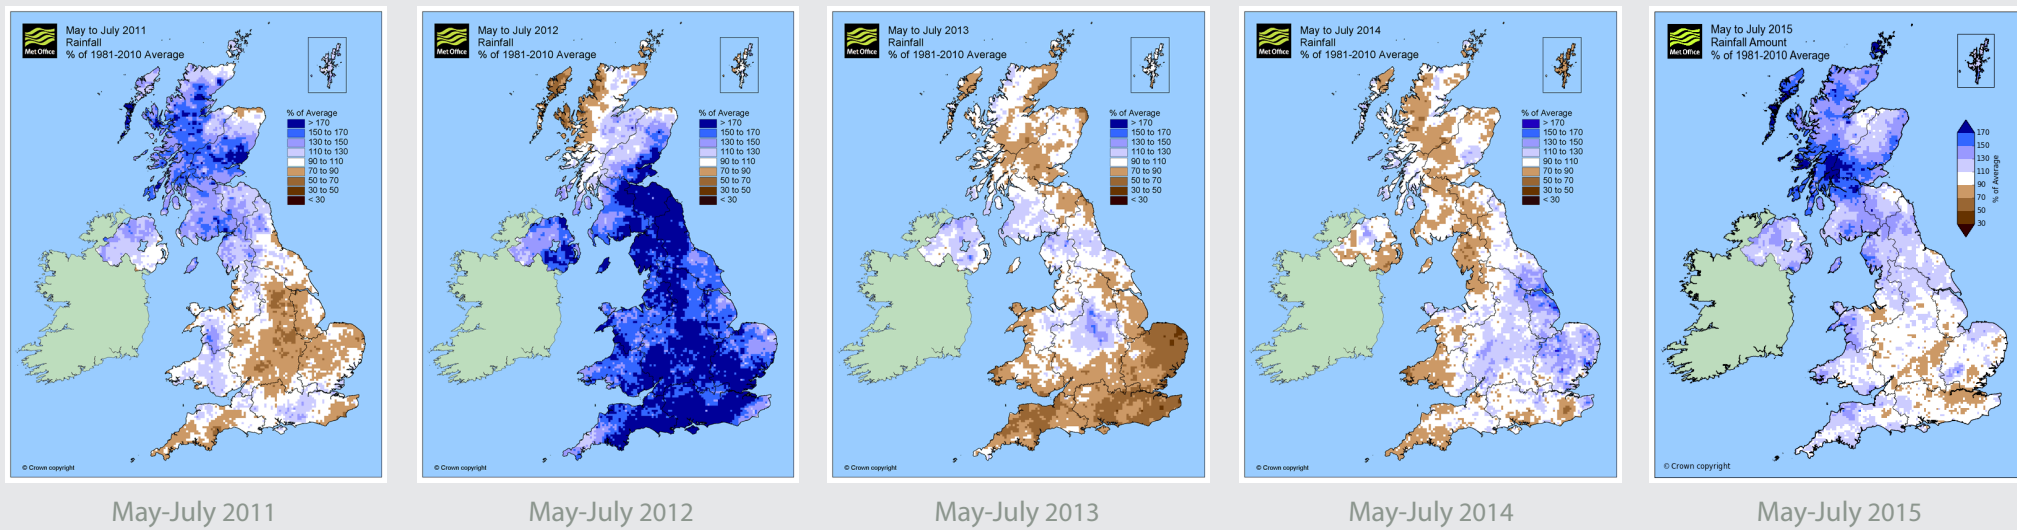 Met Office
May to July 2011
Rainfall
% of 1981-2010 Average
% of Average
> 170
150 to 170
130 to 150
110 to 130
90 to 110
70 to 90
50 to 70
30 to 50
< 30
© Crown copyright
May-July 2011
Met Office
May to July 2012
Rainfall
% of 1981-2010 Average
% of Average
> 170
150 to 170
130 to 150
110 to 130
90 to 110
70 to 90
50 to 70
30 to 50
< 30
© Crown copyright
May-July 2012
Met Office
May to July 2013
Rainfall
% of 1981-2010 Average
% of Average
> 170
150 to 170
130 to 150
110 to 130
90 to 110
70 to 90
50 to 70
30 to 50
< 30
© Crown copyright
May-July 2013
Met Office
May to July 2014
Rainfall
% of 1981-2010 Average
% of Average
> 170
150 to 170
130 to 150
110 to 130
90 to 110
70 to 90
50 to 70
30 to 50
< 30
© Crown copyright
May-July 2014
Met Office
May to July 2015
Rainfall Amount
% of 1981-2010 Average
170
150
130
110
90
70
50
30
% of Average
© Crown copyright
May-July 2015